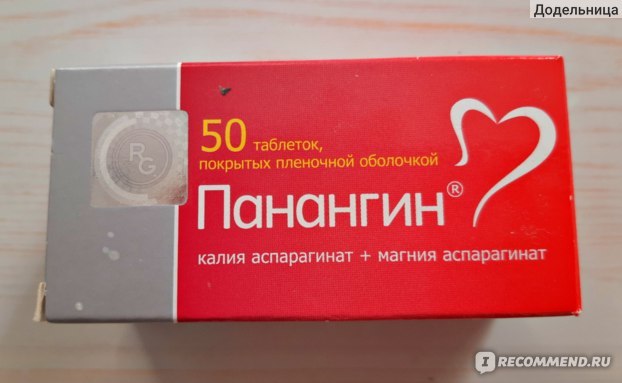 Додельница
50 таблеток,
покрытых пленочной оболочкой
RG
Панангин®
калия аспарагинат + магния аспарагинат
I RECOMMEND.RU